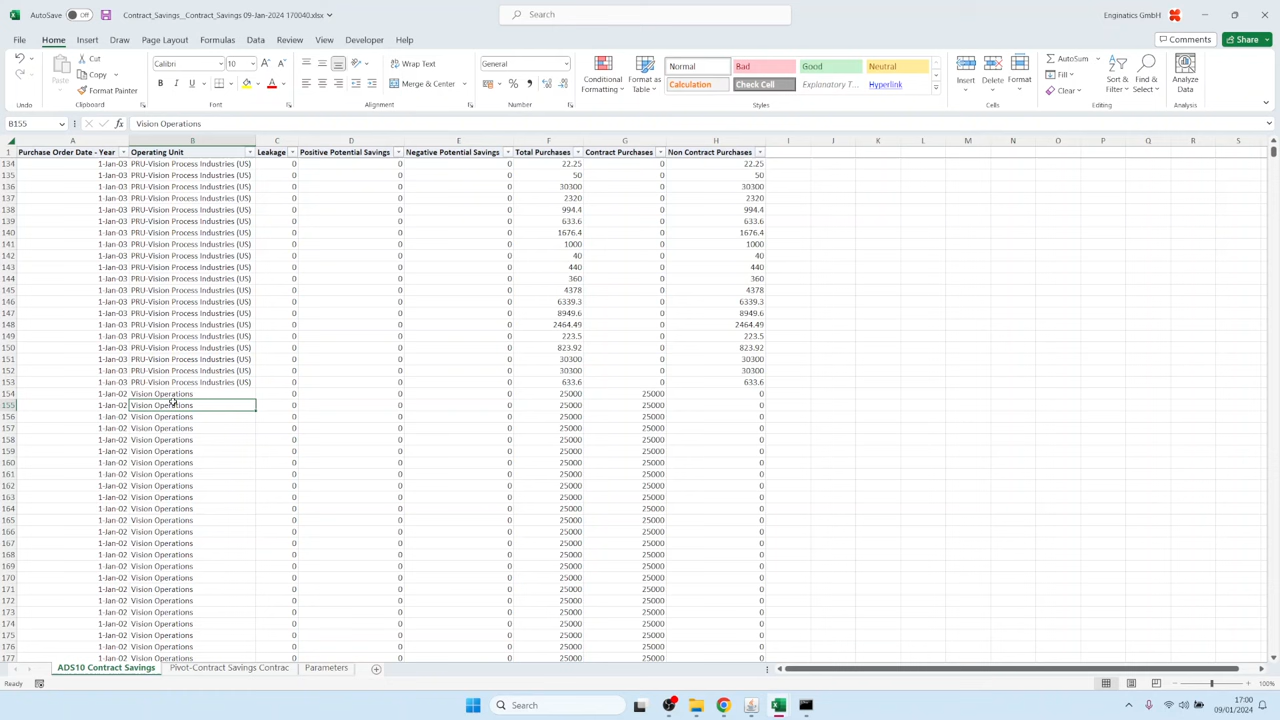 AutoSave Off Contract_Savings__Contract_Savings 09-Jan-2024 170040.xlsx Search Enginatics GmbH
File Home Insert Draw Page Layout Formulas Data Review View Developer Help Comments Share
Cut Calibri 10 Wrap Text General Normal Bad Good Neutral AutoSum
Paste Copy Merge & Center Conditional Formatting Format as Table Calculation Check Cell Explanatory T... Hyperlink Insert Delete Format Fill Sort & Filter Find & Select Analyze Data
Format Painter Clear
Undo Clipboard Font Alignment Number Styles Cells Editing Analysis
B155 fx Vision Operations
A B C D E F G H I J K L M N O P Q R S
1 Purchase Order Date - Year Operating Unit Leakage Positive Potential Savings Negative Potential Savings Total Purchases Contract Purchases Non Contract Purchases
134 1-Jan-03 PRU-Vision Process Industries (US) 0 0 0 22.25 0 22.25
135 1-Jan-03 PRU-Vision Process Industries (US) 0 0 0 50 0 50
136 1-Jan-03 PRU-Vision Process Industries (US) 0 0 0 30300 0 30300
137 1-Jan-03 PRU-Vision Process Industries (US) 0 0 0 2320 0 2320
138 1-Jan-03 PRU-Vision Process Industries (US) 0 0 0 994.4 0 994.4
139 1-Jan-03 PRU-Vision Process Industries (US) 0 0 0 633.6 0 633.6
140 1-Jan-03 PRU-Vision Process Industries (US) 0 0 0 1676.4 0 1676.4
141 1-Jan-03 PRU-Vision Process Industries (US) 0 0 0 1000 0 1000
142 1-Jan-03 PRU-Vision Process Industries (US) 0 0 0 40 0 40
143 1-Jan-03 PRU-Vision Process Industries (US) 0 0 0 440 0 440
144 1-Jan-03 PRU-Vision Process Industries (US) 0 0 0 360 0 360
145 1-Jan-03 PRU-Vision Process Industries (US) 0 0 0 4378 0 4378
146 1-Jan-03 PRU-Vision Process Industries (US) 0 0 0 6339.3 0 6339.3
147 1-Jan-03 PRU-Vision Process Industries (US) 0 0 0 8949.6 0 8949.6
148 1-Jan-03 PRU-Vision Process Industries (US) 0 0 0 2464.49 0 2464.49
149 1-Jan-03 PRU-Vision Process Industries (US) 0 0 0 223.5 0 223.5
150 1-Jan-03 PRU-Vision Process Industries (US) 0 0 0 823.92 0 823.92
151 1-Jan-03 PRU-Vision Process Industries (US) 0 0 0 30300 0 30300
152 1-Jan-03 PRU-Vision Process Industries (US) 0 0 0 30300 0 30300
153 1-Jan-03 PRU-Vision Process Industries (US) 0 0 0 633.6 0 633.6
154 1-Jan-02 Vision Operations 0 0 0 25000 25000 0
155 1-Jan-02 Vision Operations 0 0 0 25000 25000 0
156 1-Jan-02 Vision Operations 0 0 0 25000 25000 0
157 1-Jan-02 Vision Operations 0 0 0 25000 25000 0
158 1-Jan-02 Vision Operations 0 0 0 25000 25000 0
159 1-Jan-02 Vision Operations 0 0 0 25000 25000 0
160 1-Jan-02 Vision Operations 0 0 0 25000 25000 0
161 1-Jan-02 Vision Operations 0 0 0 25000 25000 0
162 1-Jan-02 Vision Operations 0 0 0 25000 25000 0
163 1-Jan-02 Vision Operations 0 0 0 25000 25000 0
164 1-Jan-02 Vision Operations 0 0 0 25000 25000 0
165 1-Jan-02 Vision Operations 0 0 0 25000 25000 0
166 1-Jan-02 Vision Operations 0 0 0 25000 25000 0
167 1-Jan-02 Vision Operations 0 0 0 25000 25000 0
168 1-Jan-02 Vision Operations 0 0 0 25000 25000 0
169 1-Jan-02 Vision Operations 0 0 0 25000 25000 0
170 1-Jan-02 Vision Operations 0 0 0 25000 25000 0
171 1-Jan-02 Vision Operations 0 0 0 25000 25000 0
172 1-Jan-02 Vision Operations 0 0 0 25000 25000 0
173 1-Jan-02 Vision Operations 0 0 0 25000 25000 0
174 1-Jan-02 Vision Operations 0 0 0 25000 25000 0
175 1-Jan-02 Vision Operations 0 0 0 25000 25000 0
176 1-Jan-02 Vision Operations 0 0 0 25000 25000 0
177 1-Jan-02 Vision Operations 0 0 0 25000 25000 0
ADS10 Contract Savings Pivot-Contract Savings Contrac Parameters
Ready 100%
Search 17:00
09/01/2024